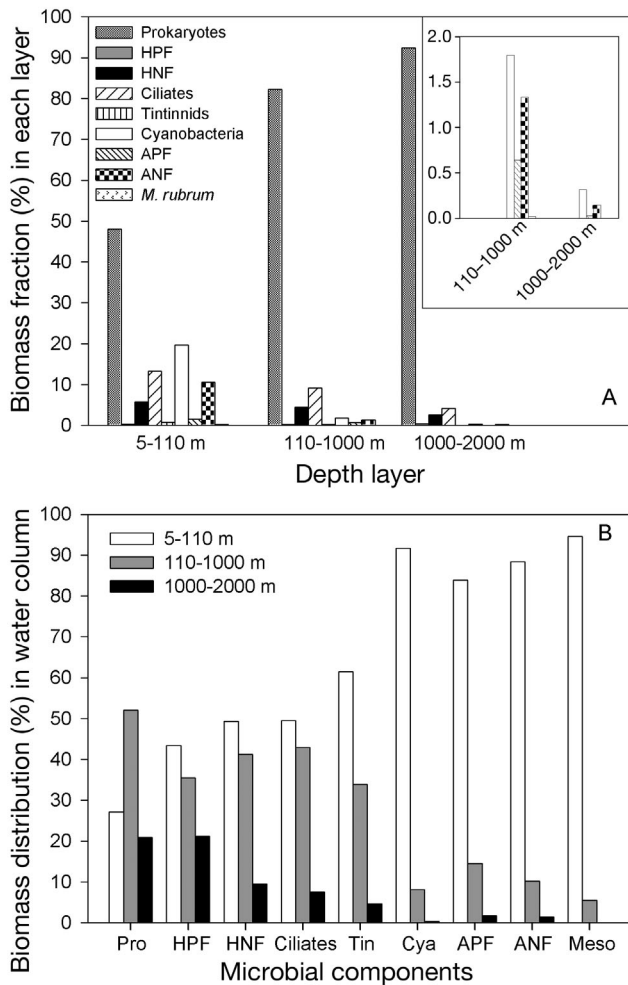 Biomass fraction (%) in each layer
100
90
80
70
60
50
40
30
20
10
0
Prokaryotes
HPF
HNF
Ciliates
Tintinnids
Cyanobacteria
APF
ANF
M. rubrum
2.0
1.5
1.0
0.5
0.0
110–1000 m
1000–2000 m
A
5-110 m
110-1000 m
1000-2000 m
Depth layer
Biomass distribution (%) in water column
100
90
80
70
60
50
40
30
20
10
0
5-110 m
110-1000 m
1000-2000 m
B
Pro
HPF
HNF
Ciliates
Tin
Cya
APF
ANF
Meso
Microbial components